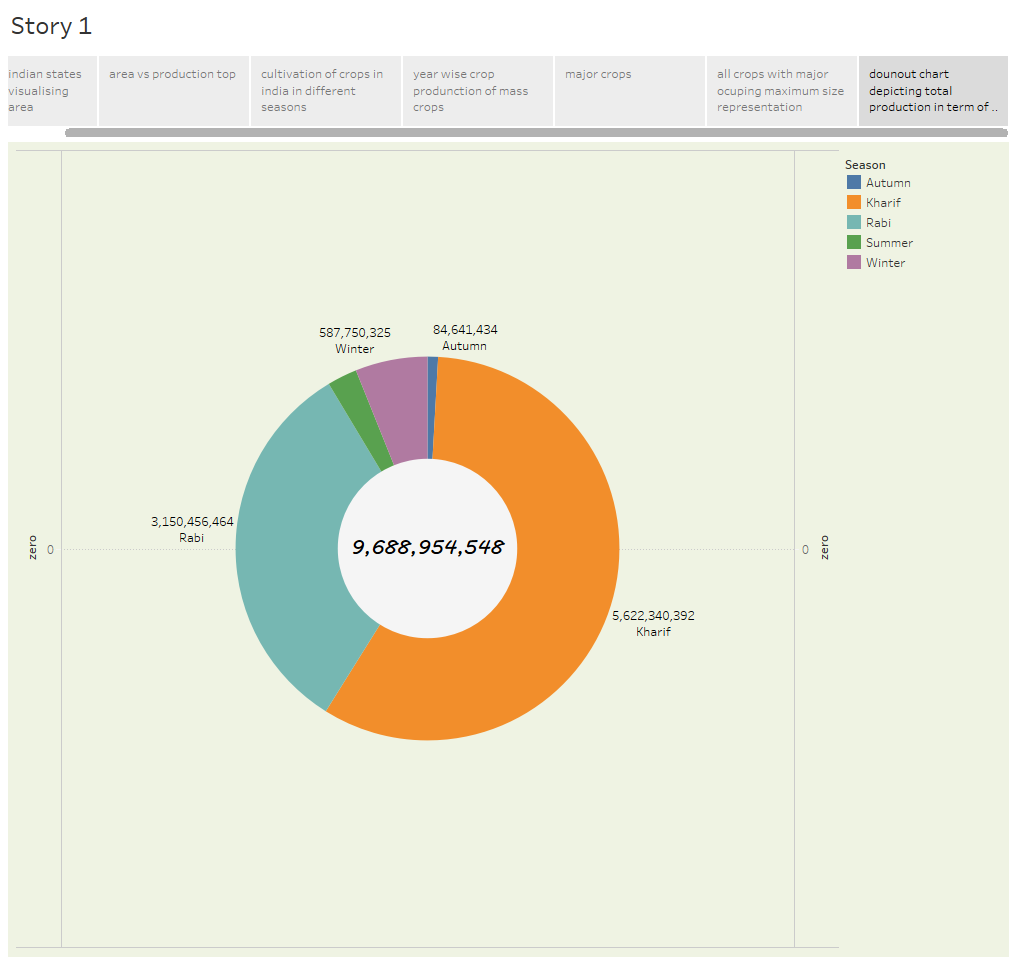 Story 1
indian states
visualising
area
area vs production top
cultivation of crops in
india in different
seasons
year wise crop
production of mass
crops
major crops
all crops with major
ocuping maximum size
representation
dounout chart
depicting total
production in term of ..
Season
Autumn
Kharif
Rabi
Summer
Winter
587,750,325
Winter
84,641,434
Autumn
3,150,456,464
Rabi
9,688,954,548
5,622,340,392
Kharif
zero
0
0
zero